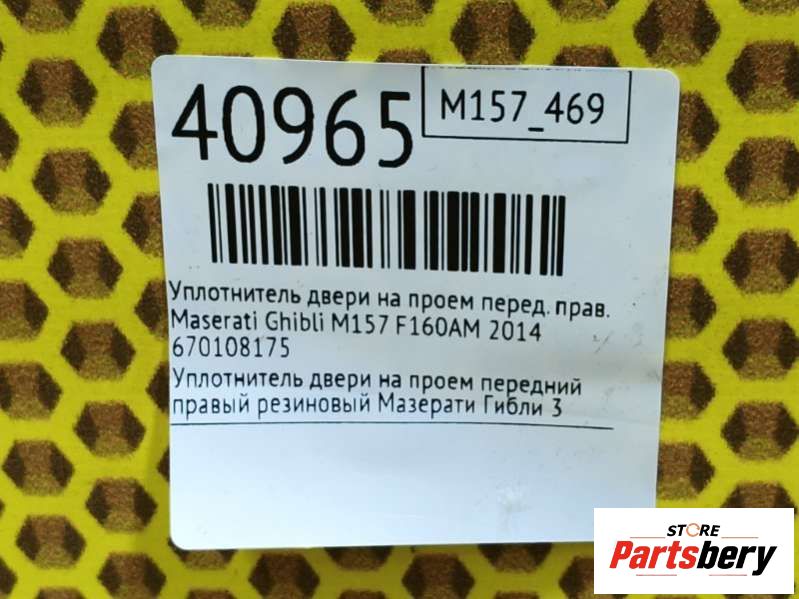 40965
M157_469
Уплотнитель двери на проем перед. прав.
Maserati Ghibli M157 F160AM 2014
670108175
Уплотнитель двери на проем передний
правый резиновый Мазерати Гибли 3
STORE
Partsbery